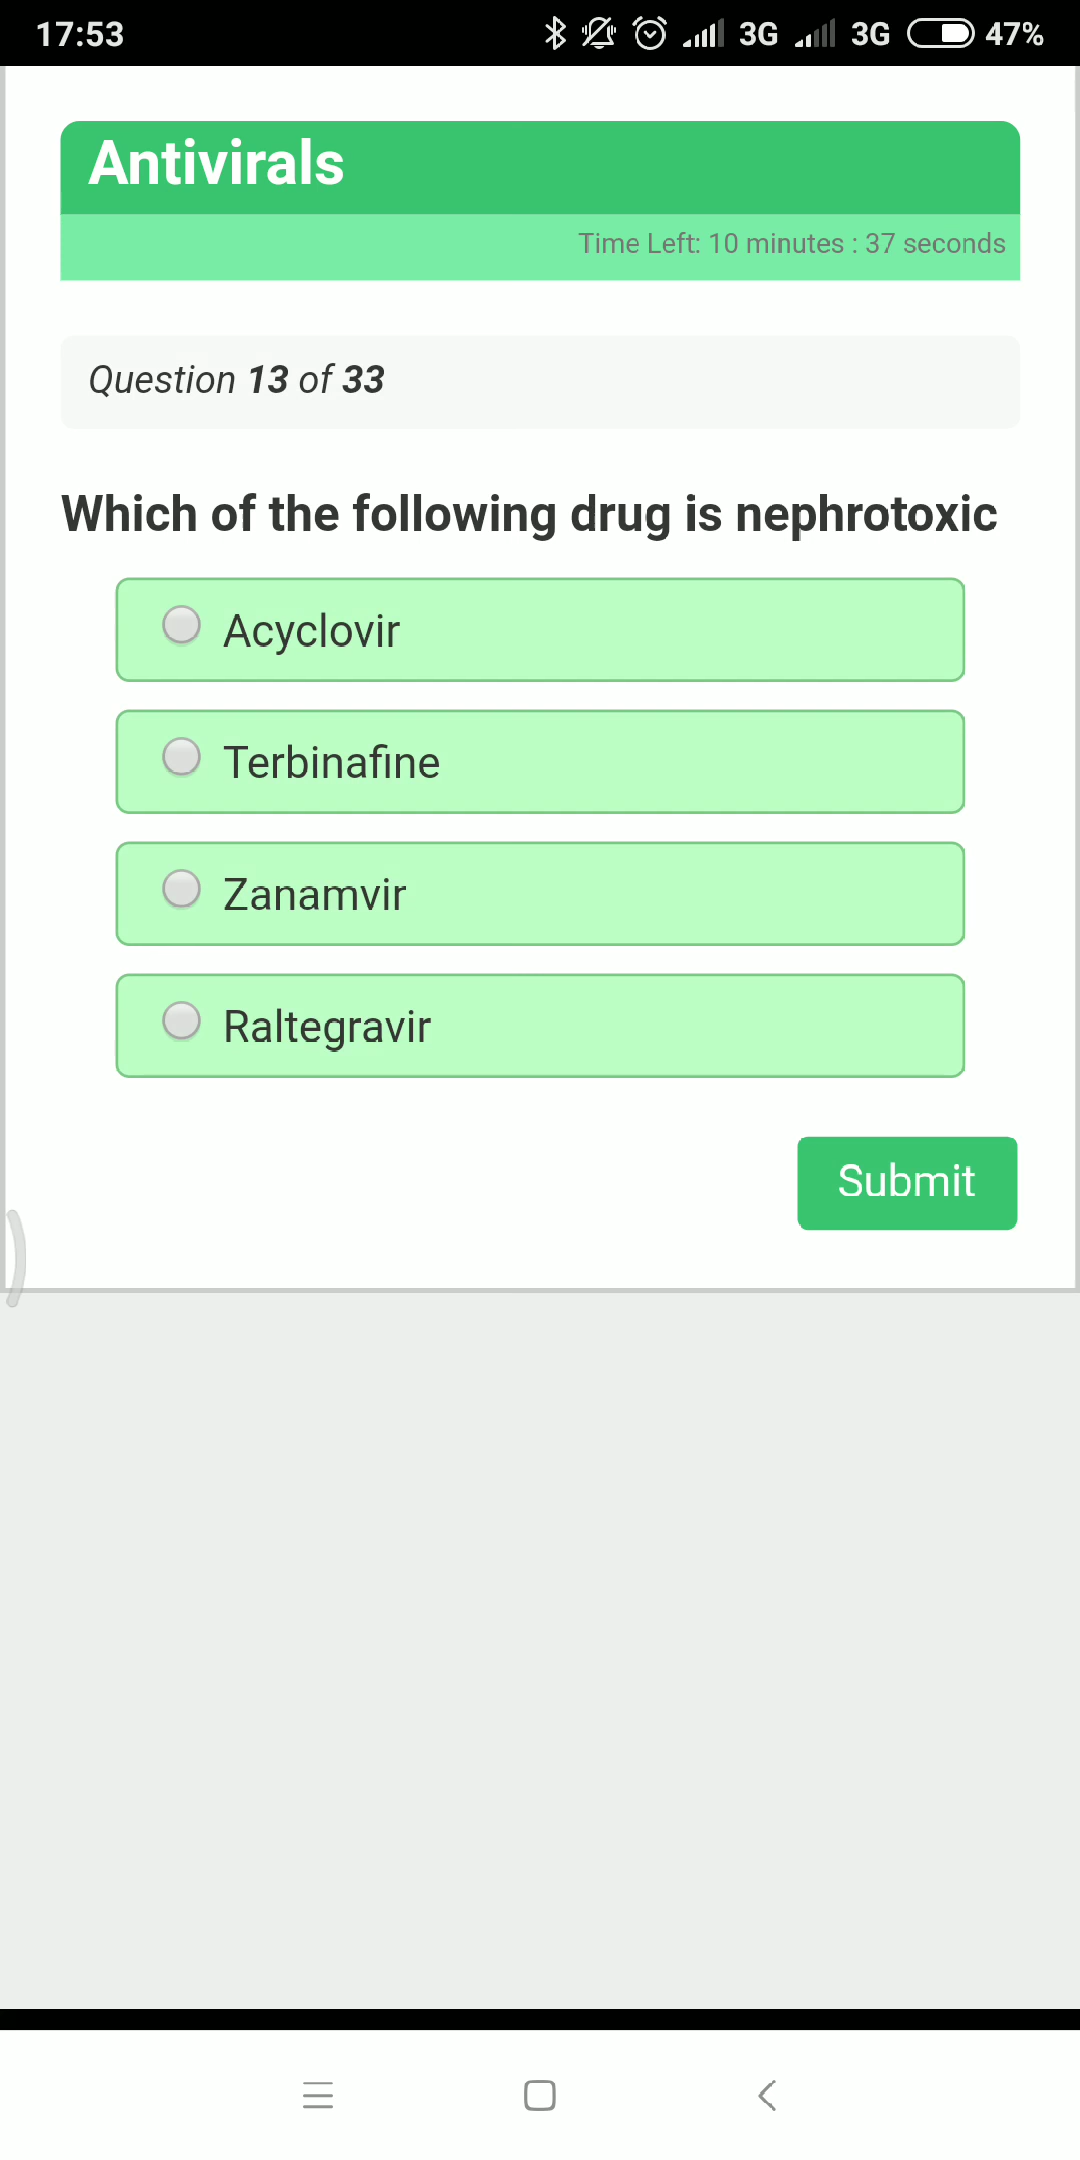 17:53 3G 3G 47%
Antivirals
Time Left: 10 minutes : 37 seconds
Question 13 of 33
Which of the following drug is nephrotoxic
Acyclovir
Terbinafine
Zanamvir
Raltegravir
Submit